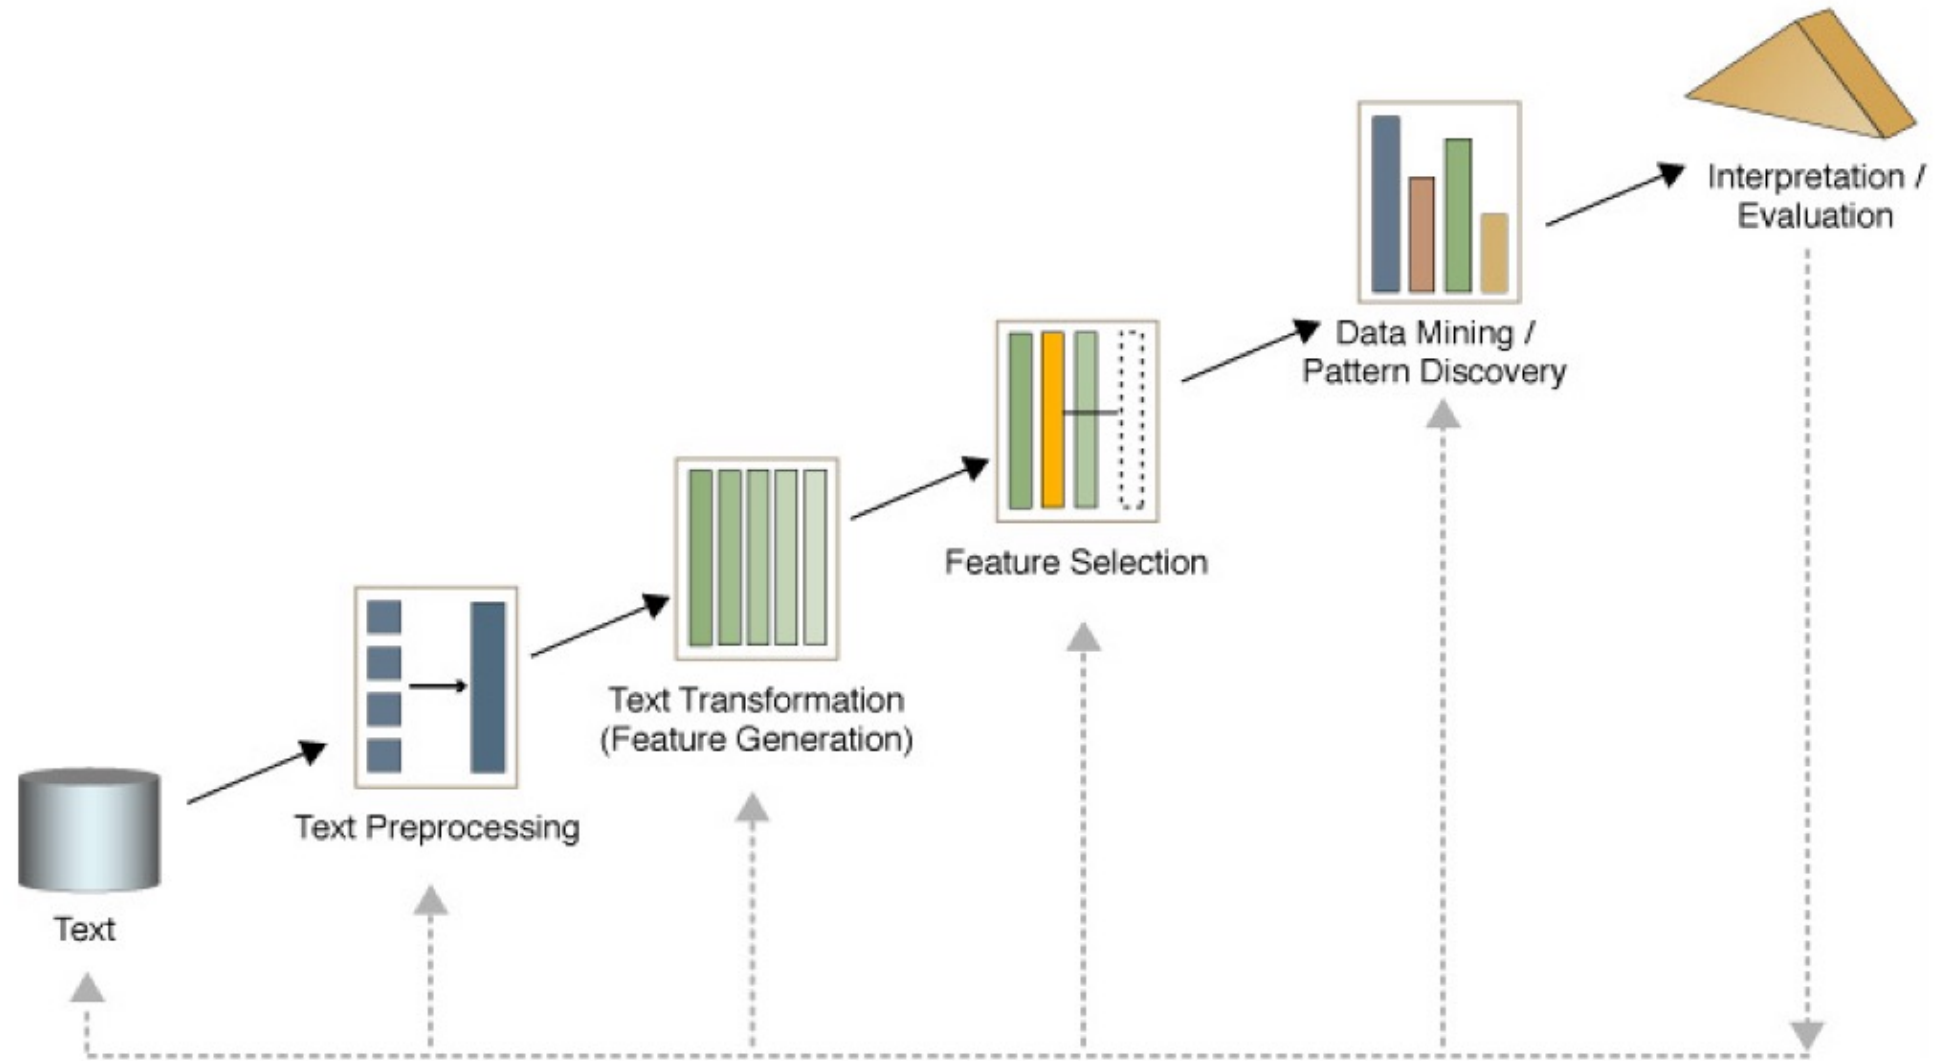 Text
Text Preprocessing
Text Transformation
(Feature Generation)
Feature Selection
Data Mining /
Pattern Discovery
Interpretation /
Evaluation